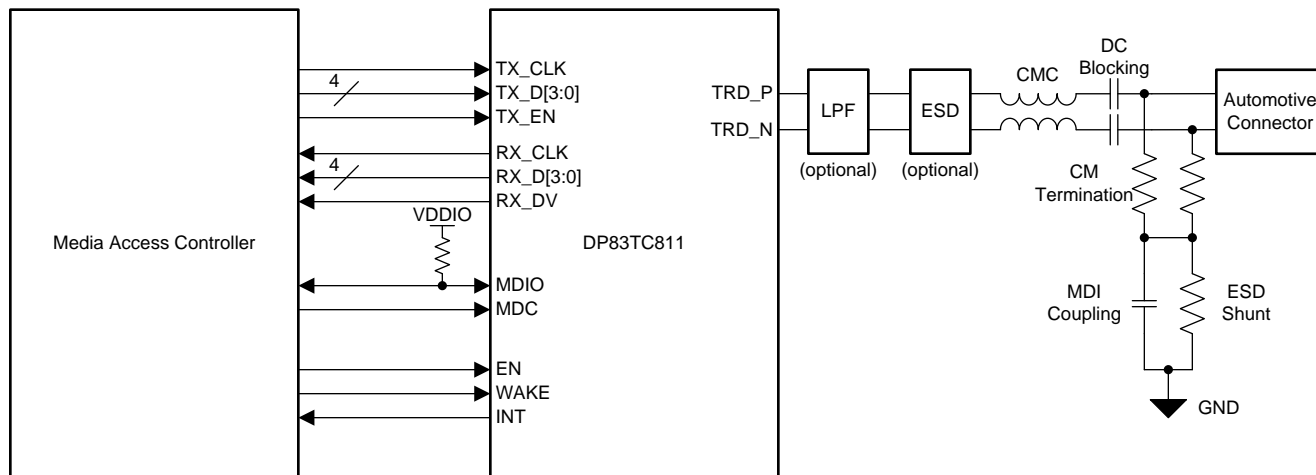 Media Access Controller
4
4
VDDIO
TX_CLK
TX_D[3:0]
TX_EN
RX_CLK
RX_D[3:0]
RX_DV
MDIO
MDC
EN
WAKE
INT
DP83TC811
TRD_P
TRD_N
LPF
(optional)
ESD
(optional)
CMC
DC
Blocking
Automotive
Connector
CM
Termination
MDI
Coupling
ESD
Shunt
GND